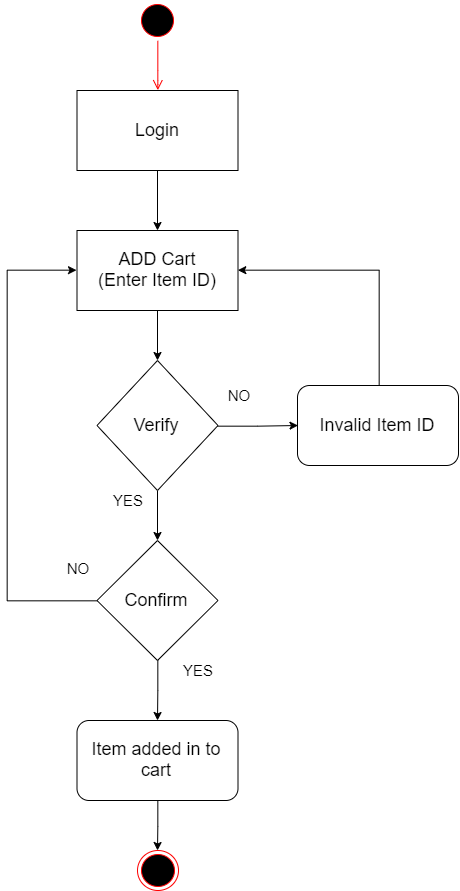 Login
ADD Cart
(Enter Item ID)
Verify
NO
Invalid Item ID
YES
NO
Confirm
YES
Item added in to
cart